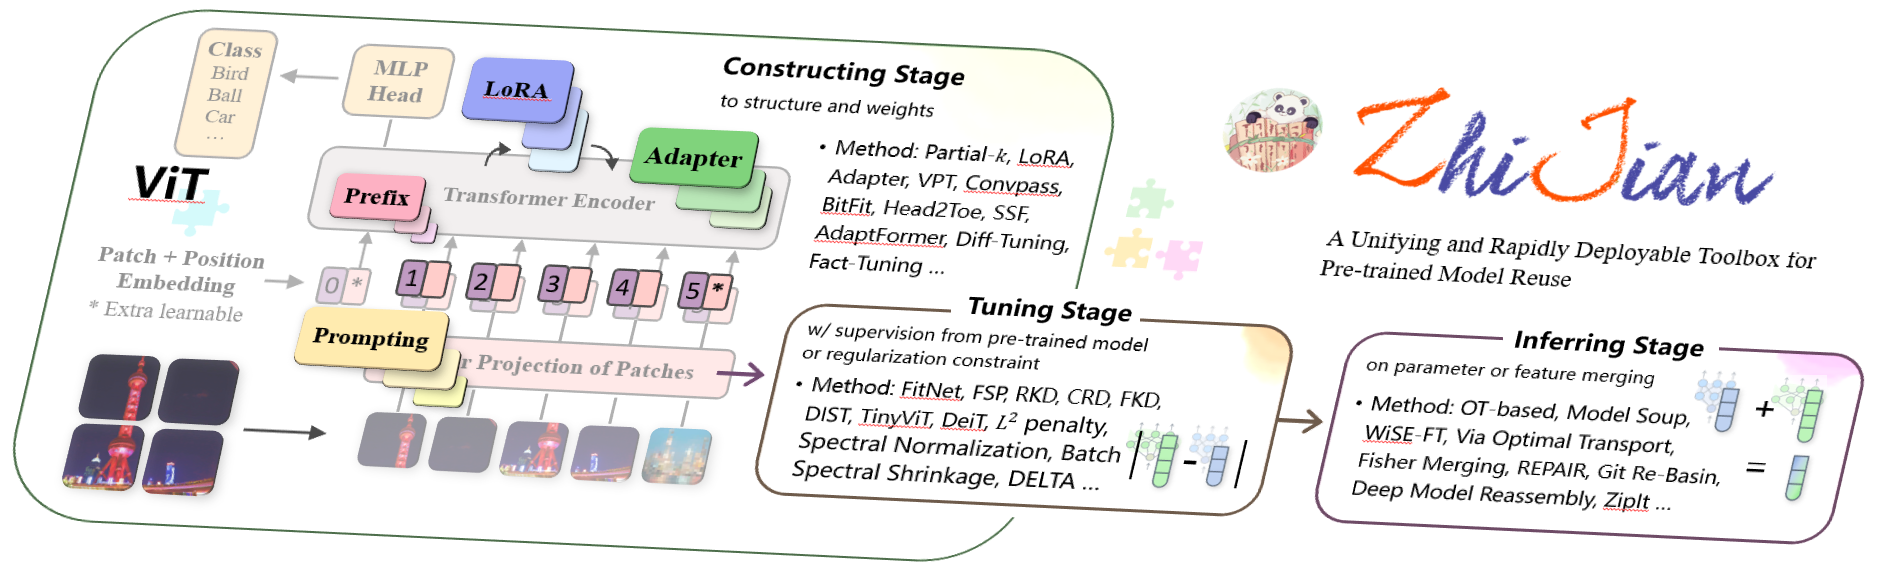 Class
Bird
Ball
Car
...
MLP
Head
LoRA
Adapter
Prefix
Transformer Encoder
ViT
Patch + Position
Embedding
* Extra learnable
0 *
1
2
3
4
5 *
Prompting
r Projection of Patches
Constructing Stage
to structure and weights
• Method: Partial-k, LoRA,
Adapter, VPT, Convpass,
BitFit, Head2Toe, SSF,
AdaptFormer, Diff-Tuning,
Fact-Tuning ...
Tuning Stage
w/ supervision from pre-trained model
or regularization constraint
• Method: FitNet, FSP, RKD, CRD, FKD,
DIST, TinyViT, DeiT, L² penalty,
Spectral Normalization, Batch
Spectral Shrinkage, DELTA ...
| - |
ZhiJian
A Unifying and Rapidly Deployable Toolbox for
Pre-trained Model Reuse
Inferring Stage
on parameter or feature merging
• Method: OT-based, Model Soup,
WiSE-FT, Via Optimal Transport,
Fisher Merging, REPAIR, Git Re-Basin,
Deep Model Reassembly, ZipIt ...
+
=